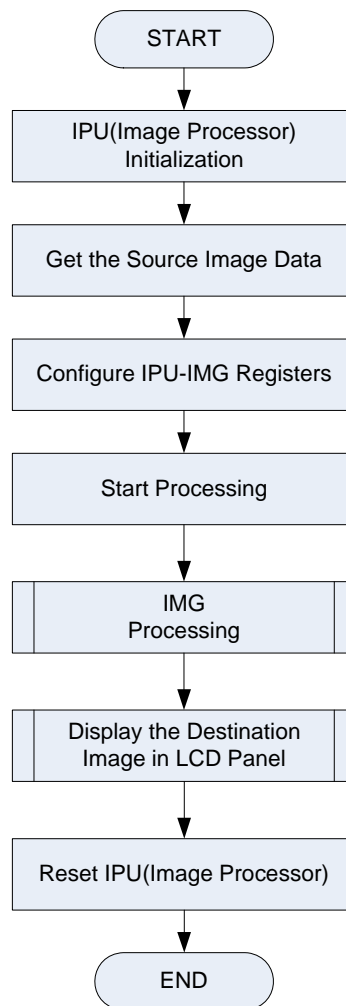 START
IPU(Image Processor)
Initialization
Get the Source Image Data
Configure IPU-IMG Registers
Start Processing
IMG
Processing
Display the Destination
Image in LCD Panel
Reset IPU(Image Processor)
END